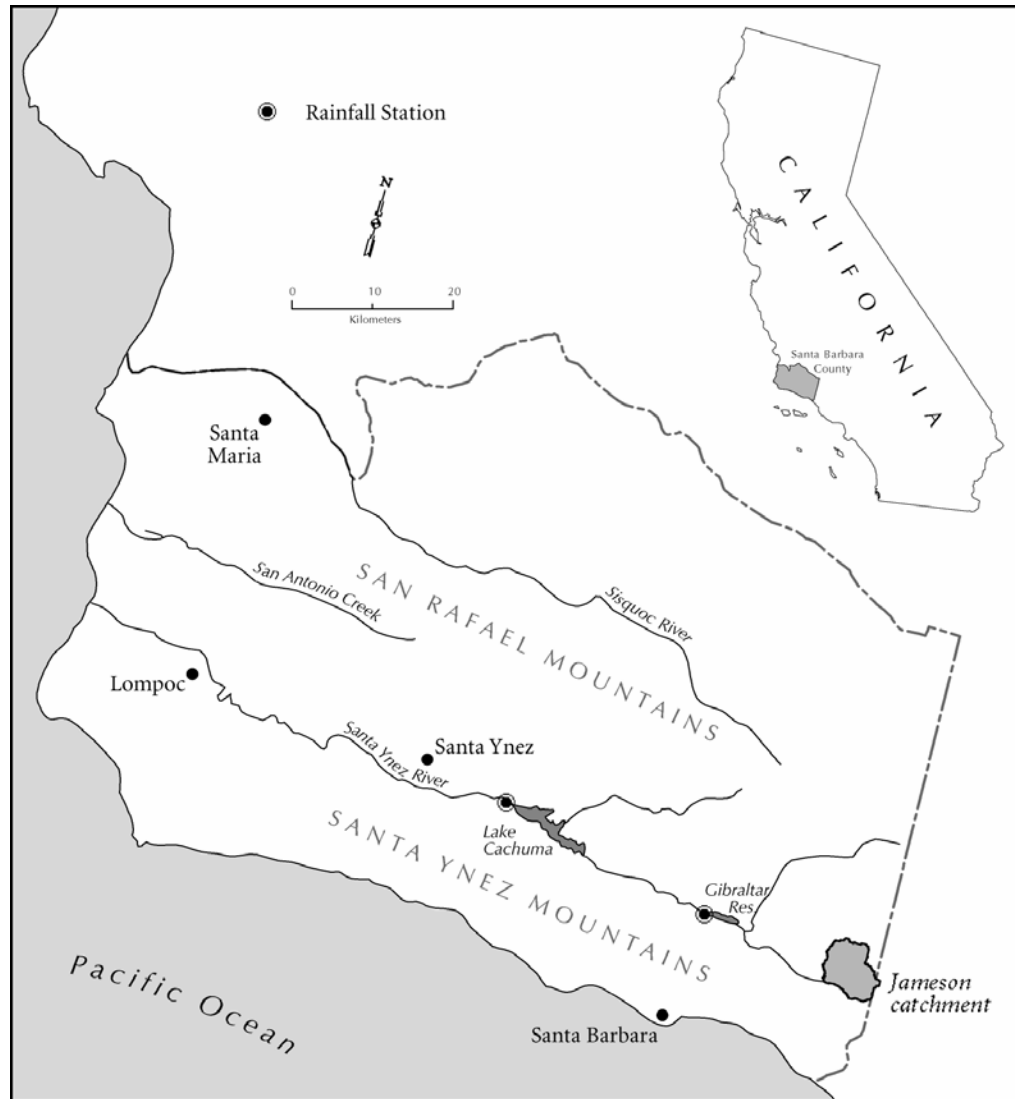 Rainfall Station
N
0 10 20
Kilometers
CALIFORNIA
Santa Barbara
County
Santa
Maria
San Antonio Creek
SAN RAFAEL MOUNTAINS
Sisquoc River
Lompoc
Santa Ynez
Santa Ynez River
Lake
Cachuma
SANTA YNEZ MOUNTAINS
Gibraltar
Res.
Jameson
catchment
Pacific Ocean
Santa Barbara